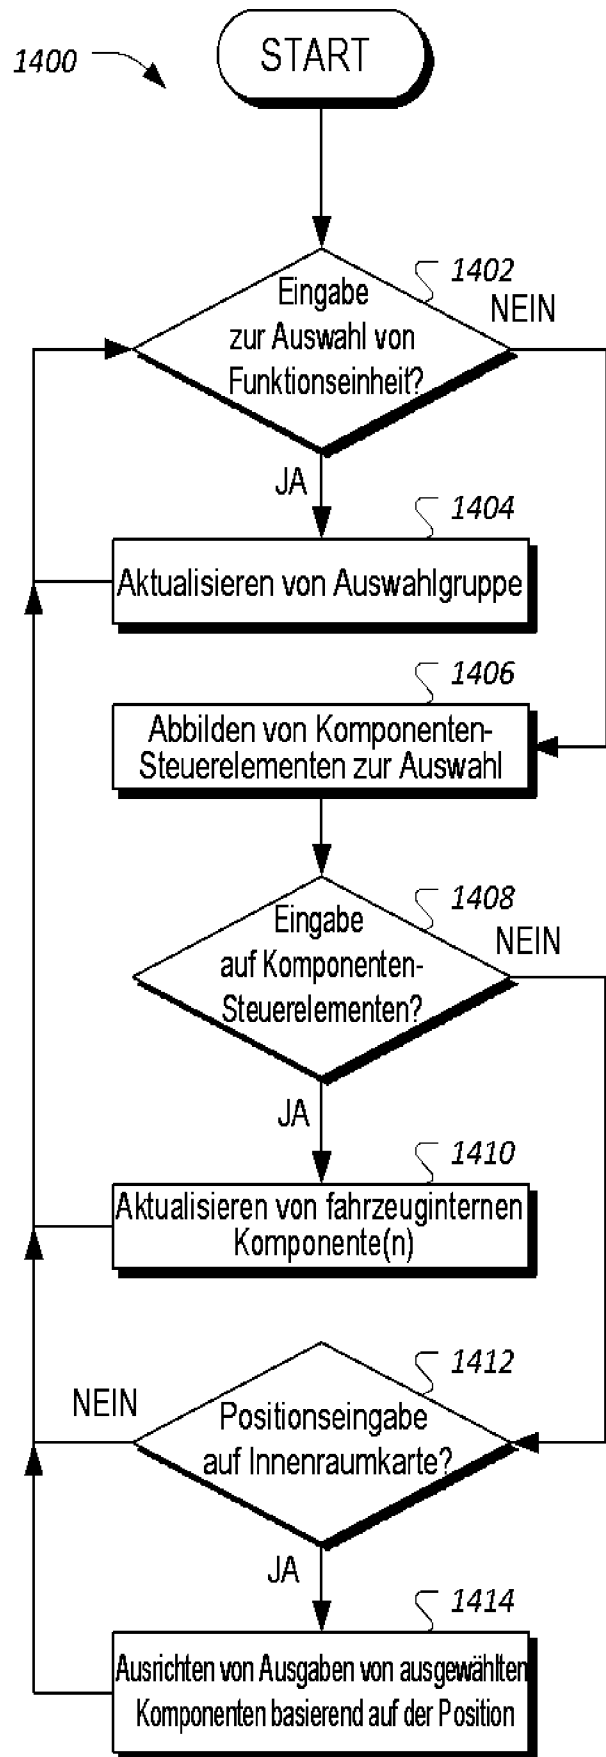 1400
START
1402
Eingabe
zur Auswahl von
Funktionseinheit?
NEIN
JA
1404
Aktualisieren von Auswahlgruppe
1406
Abbilden von Komponenten-
Steuerelementen zur Auswahl
1408
Eingabe
auf Komponenten-
Steuerelementen?
NEIN
JA
1410
Aktualisieren von fahrzeuginternen
Komponente(n)
1412
NEIN
Positionseingabe
auf Innenraumkarte?
JA
1414
Ausrichten von Ausgaben von ausgewählten
Komponenten basierend auf der Position